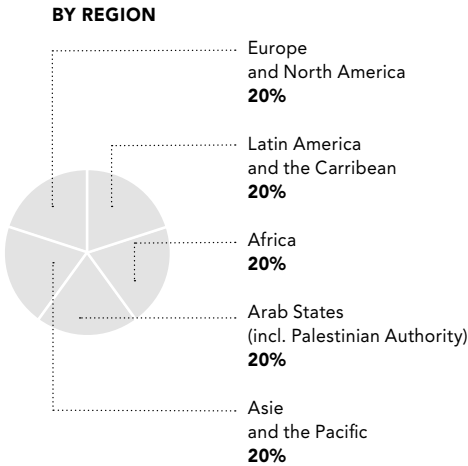 BY REGION
Europe
and North America
20%
Latin America
and the Carribean
20%
Africa
20%
Arab States
(incl. Palestinian Authority)
20%
Asie
and the Pacific
20%